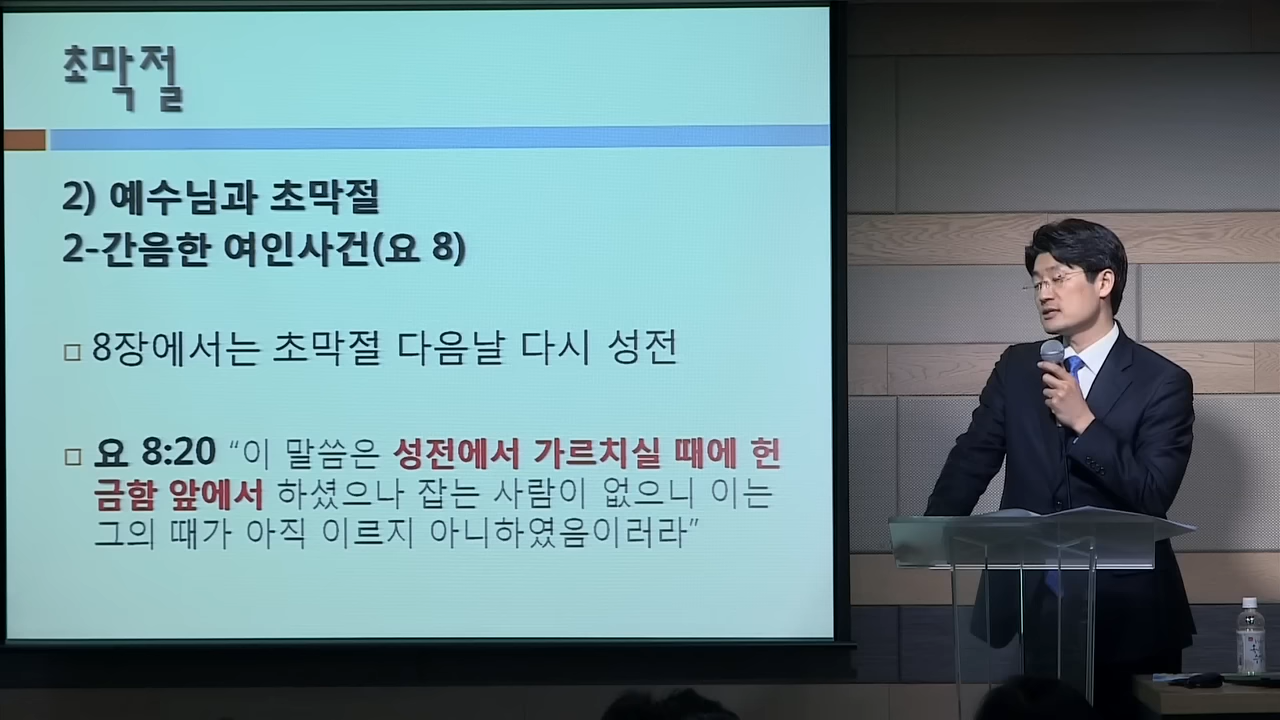 초막절
2) 예수님과 초막절
2-간음한 여인사건(요 8)
8장에서는 초막절 다음날 다시 성전
요 8:20 “이 말씀은 성전에서 가르치실 때에 헌
금함 앞에서 하셨으나 잡는 사람이 없으니 이는
그의 때가 아직 이르지 아니하였음이러라”